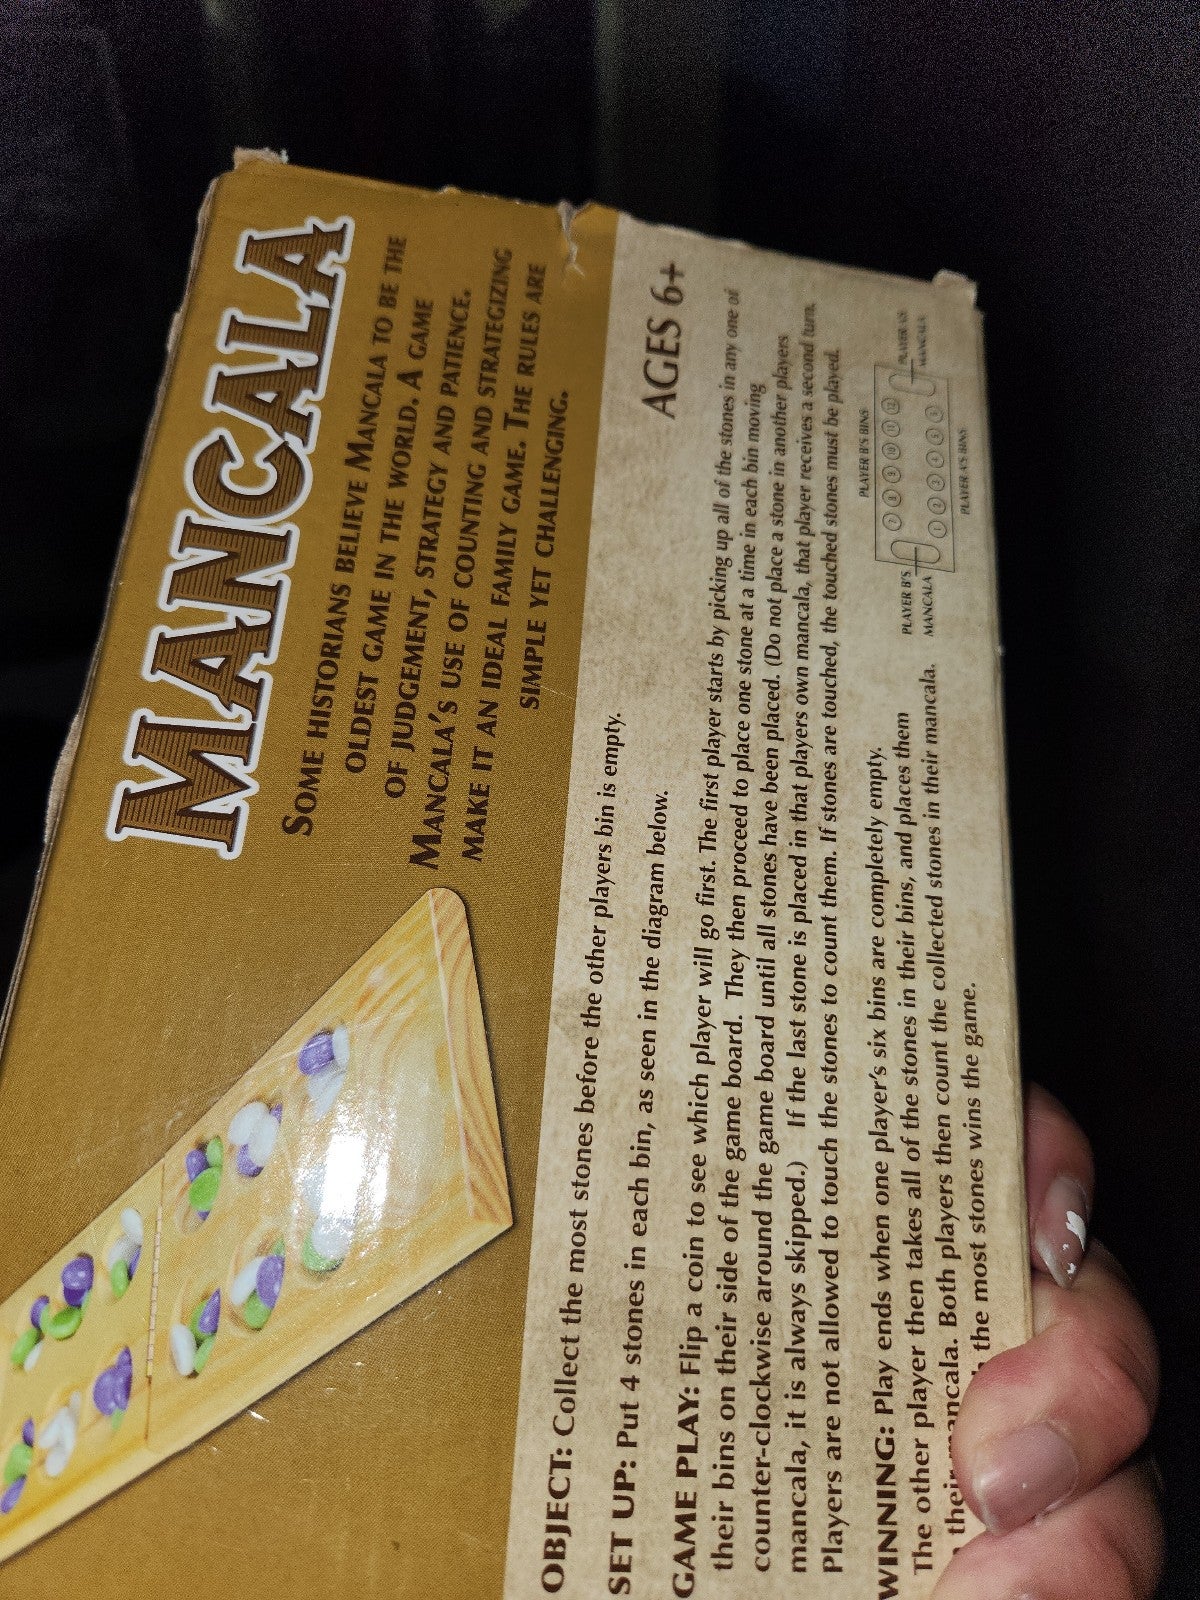 MANCALA
SOME HISTORIANS BELIEVE MANCALA TO BE THE
OLDEST GAME IN THE WORLD. A GAME
OF JUDGEMENT, STRATEGY AND PATIENCE.
MANCALA'S USE OF COUNTING AND STRATEGIZING
MAKE IT AN IDEAL FAMILY GAME. THE RULES ARE
SIMPLE YET CHALLENGING.
OBJECT: Collect the most stones before the other players bin is empty.
AGES 6+
SET UP: Put 4 stones in each bin, as seen in the diagram below.
GAME PLAY: Flip a coin to see which player will go first. The first player starts by picking up all of the stones in any one of
their bins on their side of the game board. They then proceed to place one stone at a time in each bin moving
counter-clockwise around the game board until all stones have been placed. (Do not place a stone in another players
mancala, it is always skipped.) If the last stone is placed in that players own mancala, that player receives a second turn.
Players are not allowed to touch the stones to count them. If stones are touched, the touched stones must be played.
WINNING: Play ends when one player's six bins are completely empty.
The other player then takes all of the stones in their bins, and places them
their mancala. Both players then count the collected stones in their mancala.
the most stones wins the game.
PLAYER B'S BINS
PLAYER B'S
MANCALA
PLAYER A'S
MANCALA
PLAYER A'S BINS